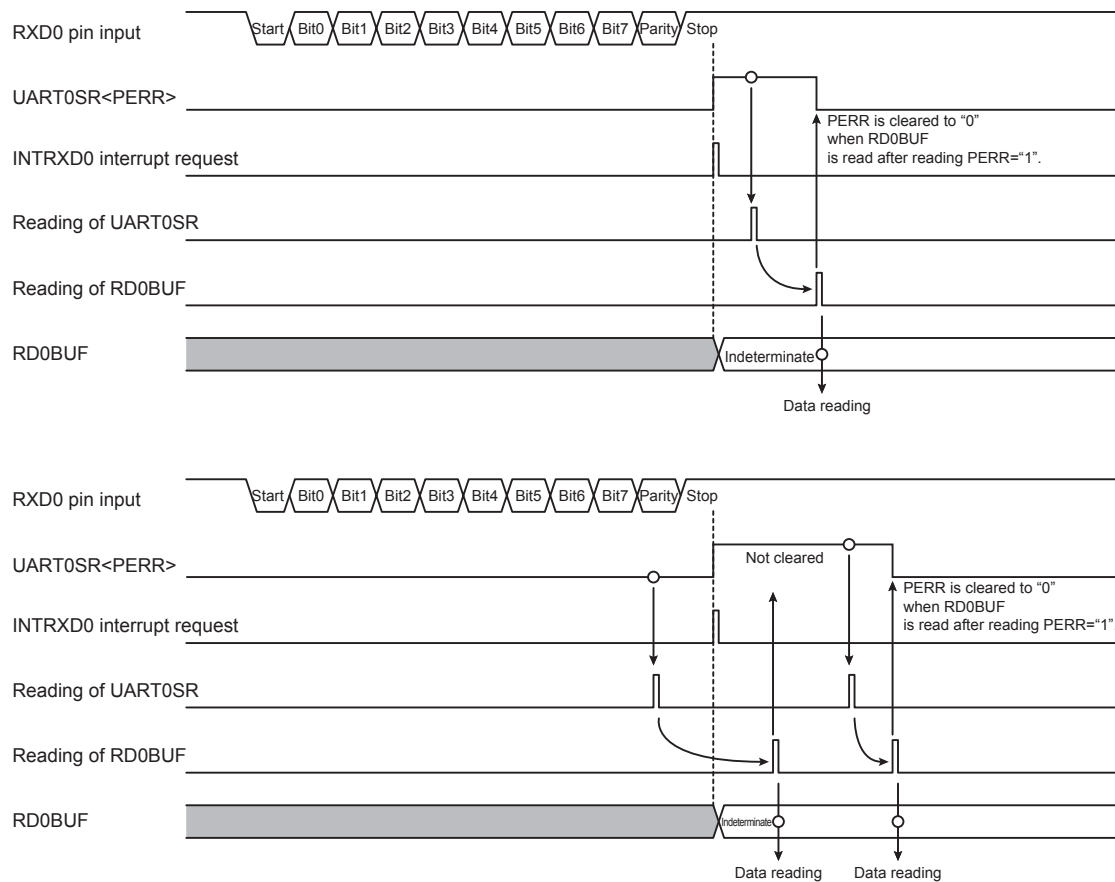 RXD0 pin input
Start Bit0 Bit1 Bit2 Bit3 Bit4 Bit5 Bit6 Bit7 Parity Stop
UART0SR<PERR>
PERR is cleared to “0”
when RD0BUF
is read after reading PERR=“1”.
INTRXD0 interrupt request
Reading of UART0SR
Reading of RD0BUF
RD0BUF
Indeterminate
Data reading
RXD0 pin input
Start Bit0 Bit1 Bit2 Bit3 Bit4 Bit5 Bit6 Bit7 Parity Stop
UART0SR<PERR>
Not cleared
PERR is cleared to “0”
when RD0BUF
is read after reading PERR=“1”.
INTRXD0 interrupt request
Reading of UART0SR
Reading of RD0BUF
RD0BUF
Indeterminate
Data reading Data reading